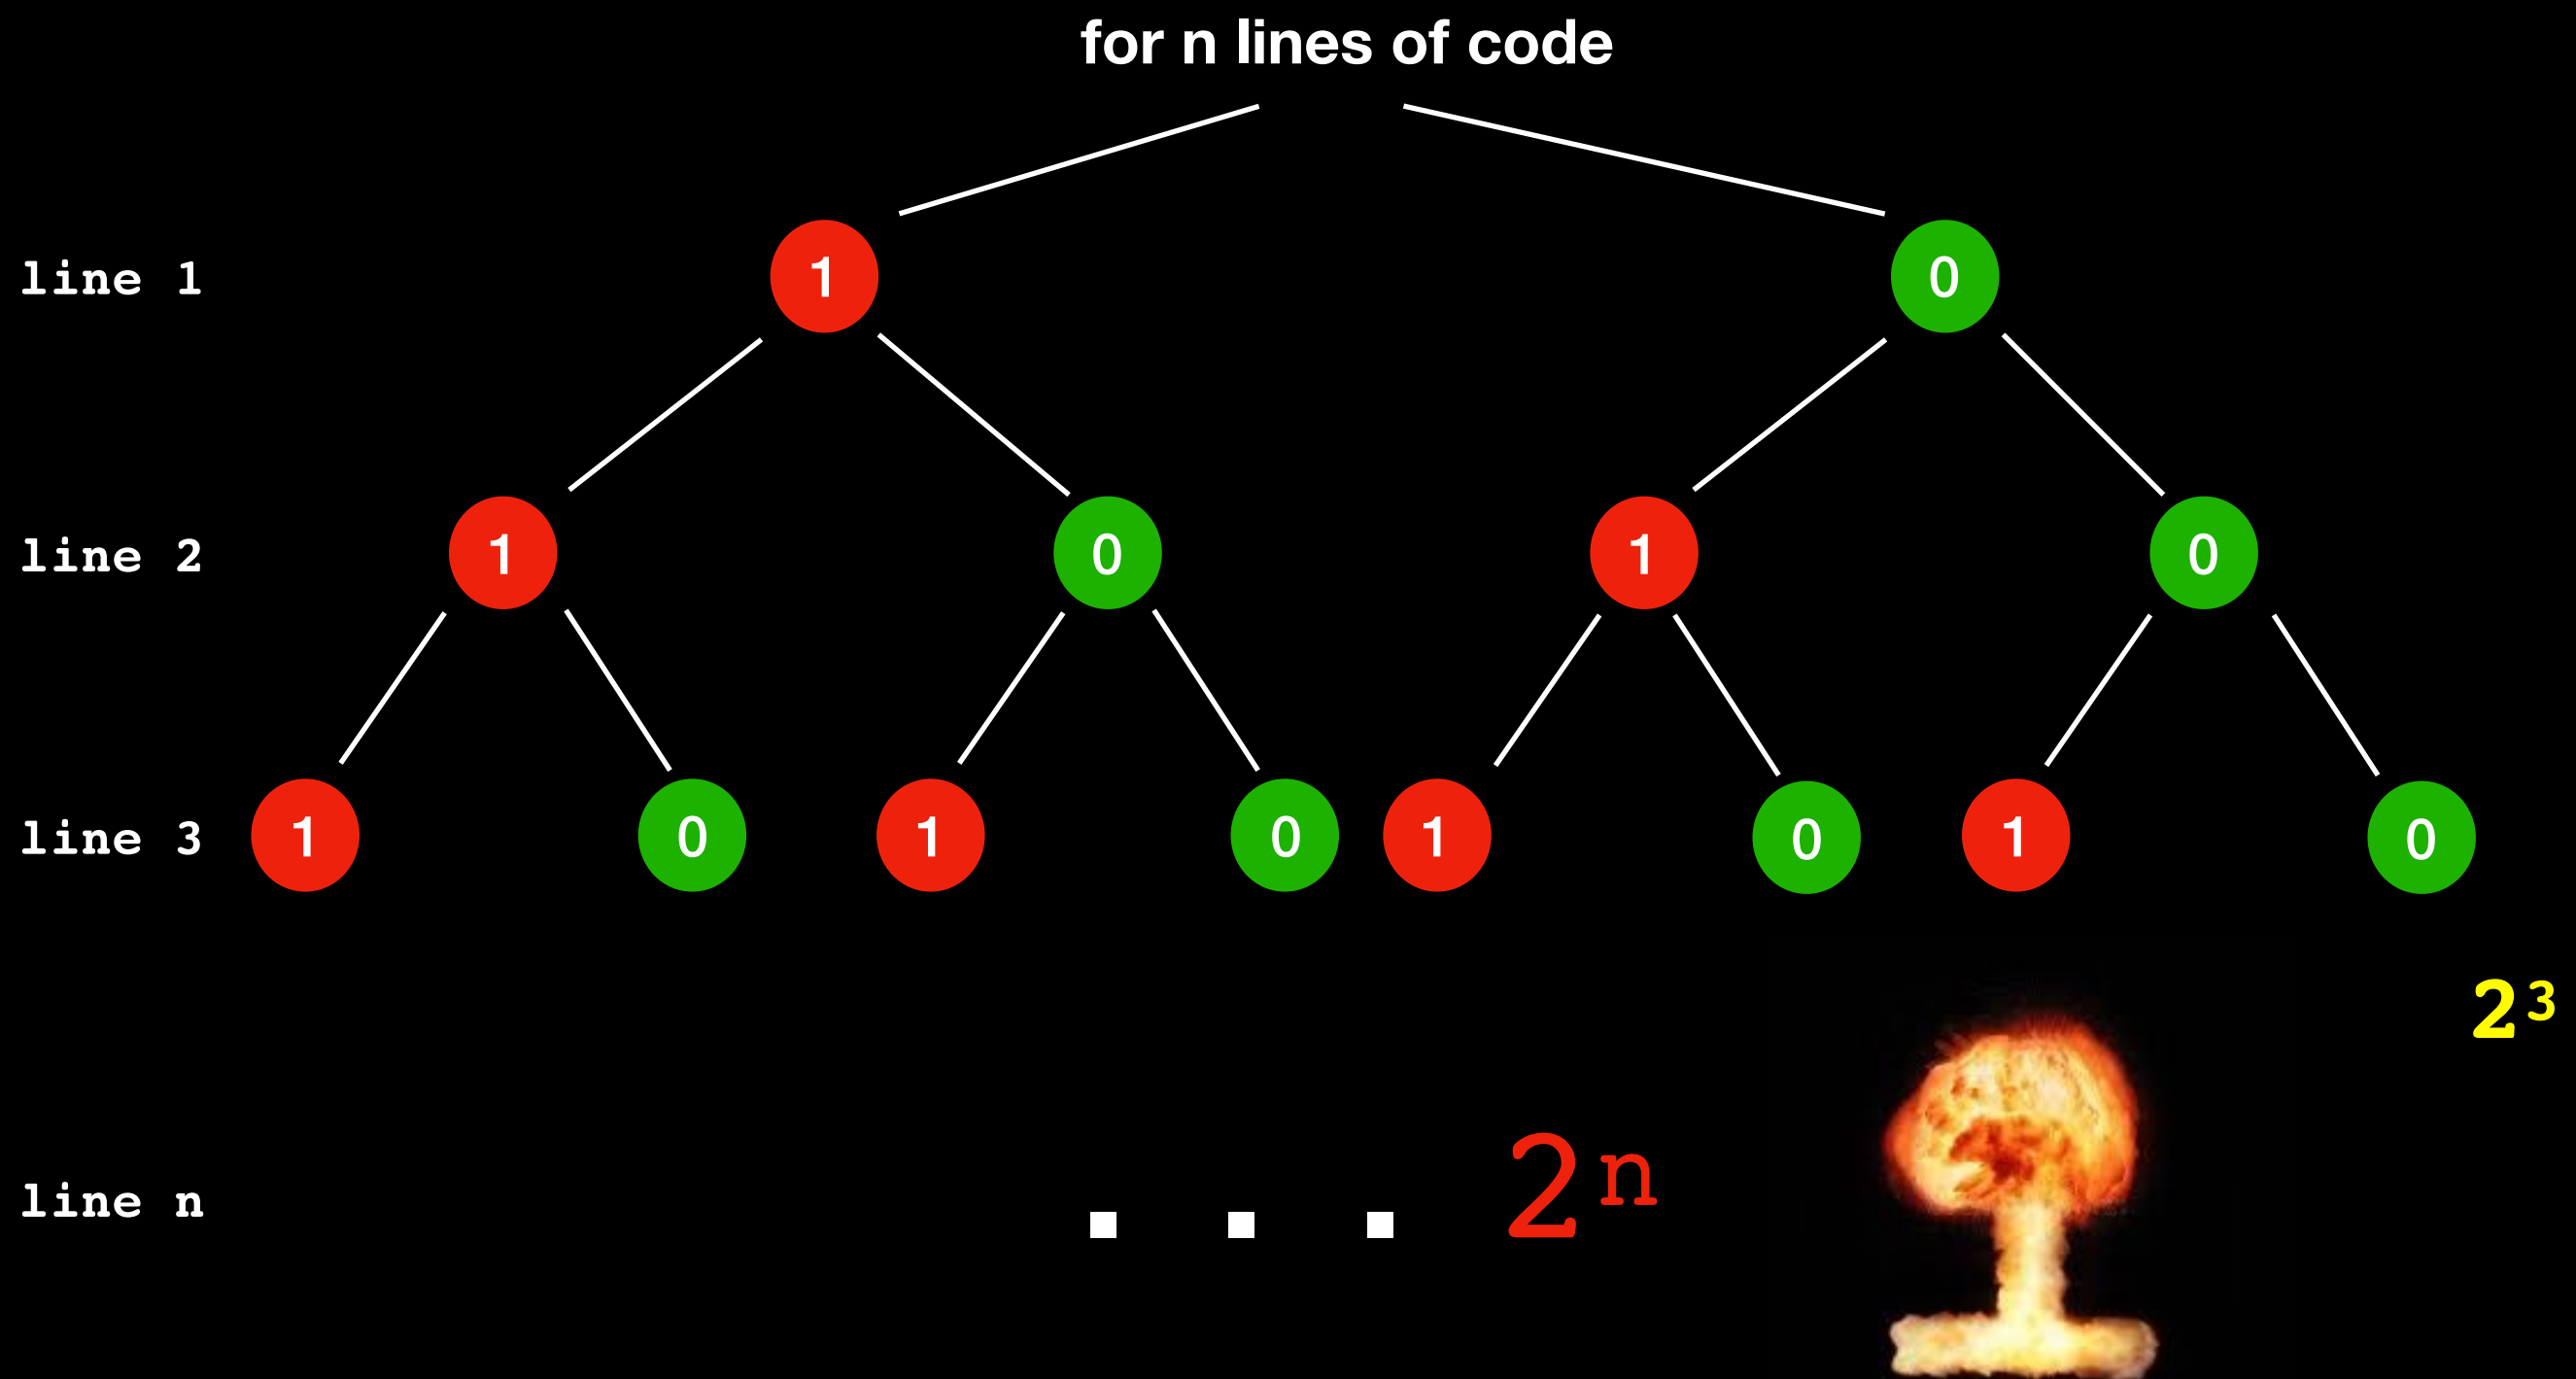 for n lines of code
line 1 1 0
line 2 1 0 1 0
line 3 1 0 1 0 1 0 1 0
2³
line n . . . 2ⁿ